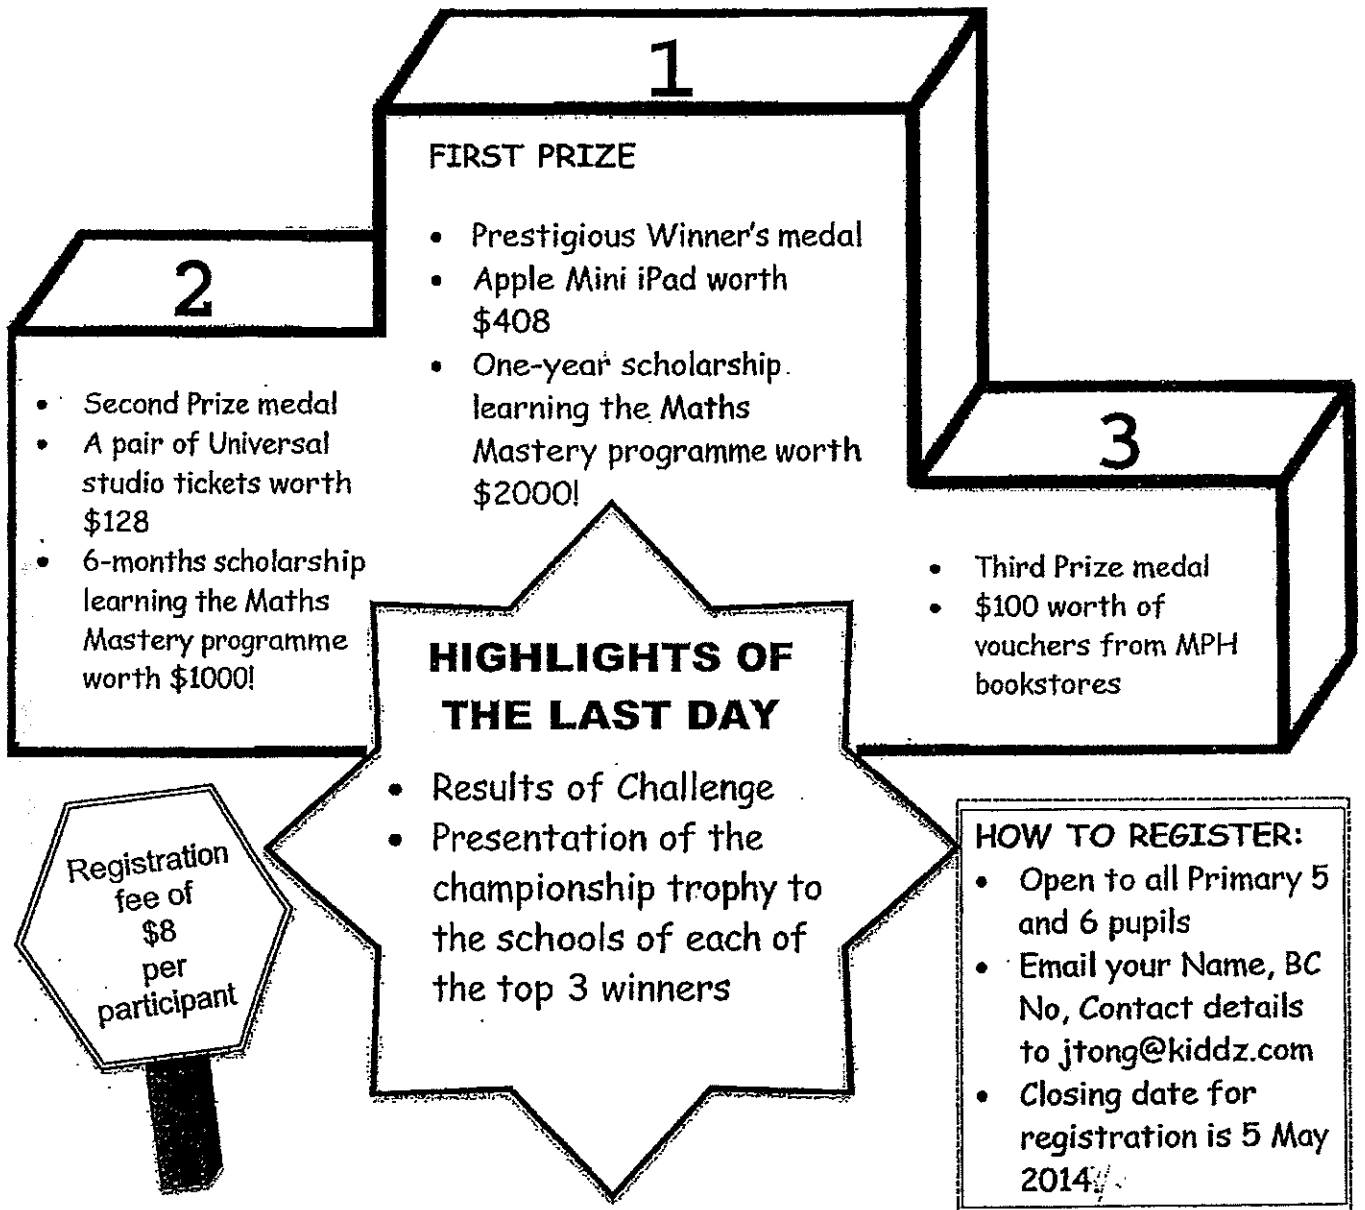 1
FIRST PRIZE
• Prestigious Winner's medal
• Apple Mini iPad worth
$408
• One-year scholarship
learning the Maths
Mastery programme worth
$2000!
2
• Second Prize medal
• A pair of Universal
studio tickets worth
$128
• 6-months scholarship
learning the Maths
Mastery programme
worth $1000!
3
• Third Prize medal
• $100 worth of
vouchers from MPH
bookstores
HIGHLIGHTS OF
THE LAST DAY
• Results of Challenge
• Presentation of the
championship trophy to
the schools of each of
the top 3 winners
Registration
fee of
$8
per
participant
HOW TO REGISTER:
• Open to all Primary 5
and 6 pupils
• Email your Name, BC
No, Contact details
to jtong@kiddz.com
• Closing date for
registration is 5 May
2014.